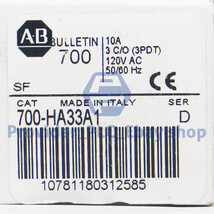 AB
BULLETIN
700
10A
3 C/O (3PDT)
120V AC
50/60 Hz
SF
CE
CAT MADE IN ITALY SER
700-HA33A1 D
10781180312585